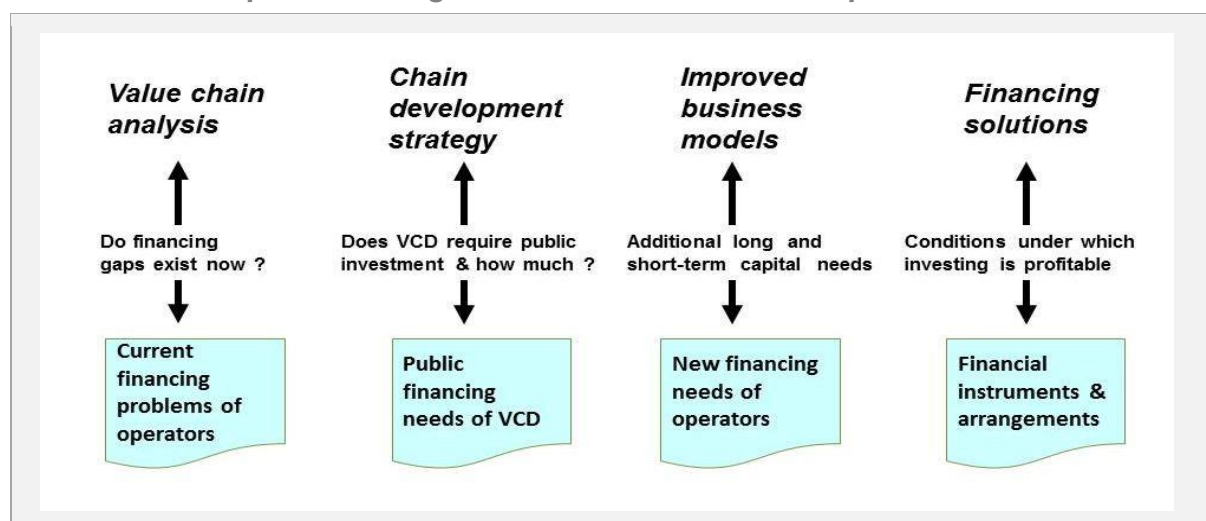 Value chain
analysis
Chain
development
strategy
Improved
business
models
Financing
solutions
Do financing
gaps exist now ?
Does VCD require public
investment & how much ?
Additional long and
short-term capital needs
Conditions under which
investing is profitable
Current
financing
problems of
operators
Public
financing
needs of VCD
New financing
needs of
operators
Financial
instruments &
arrangements